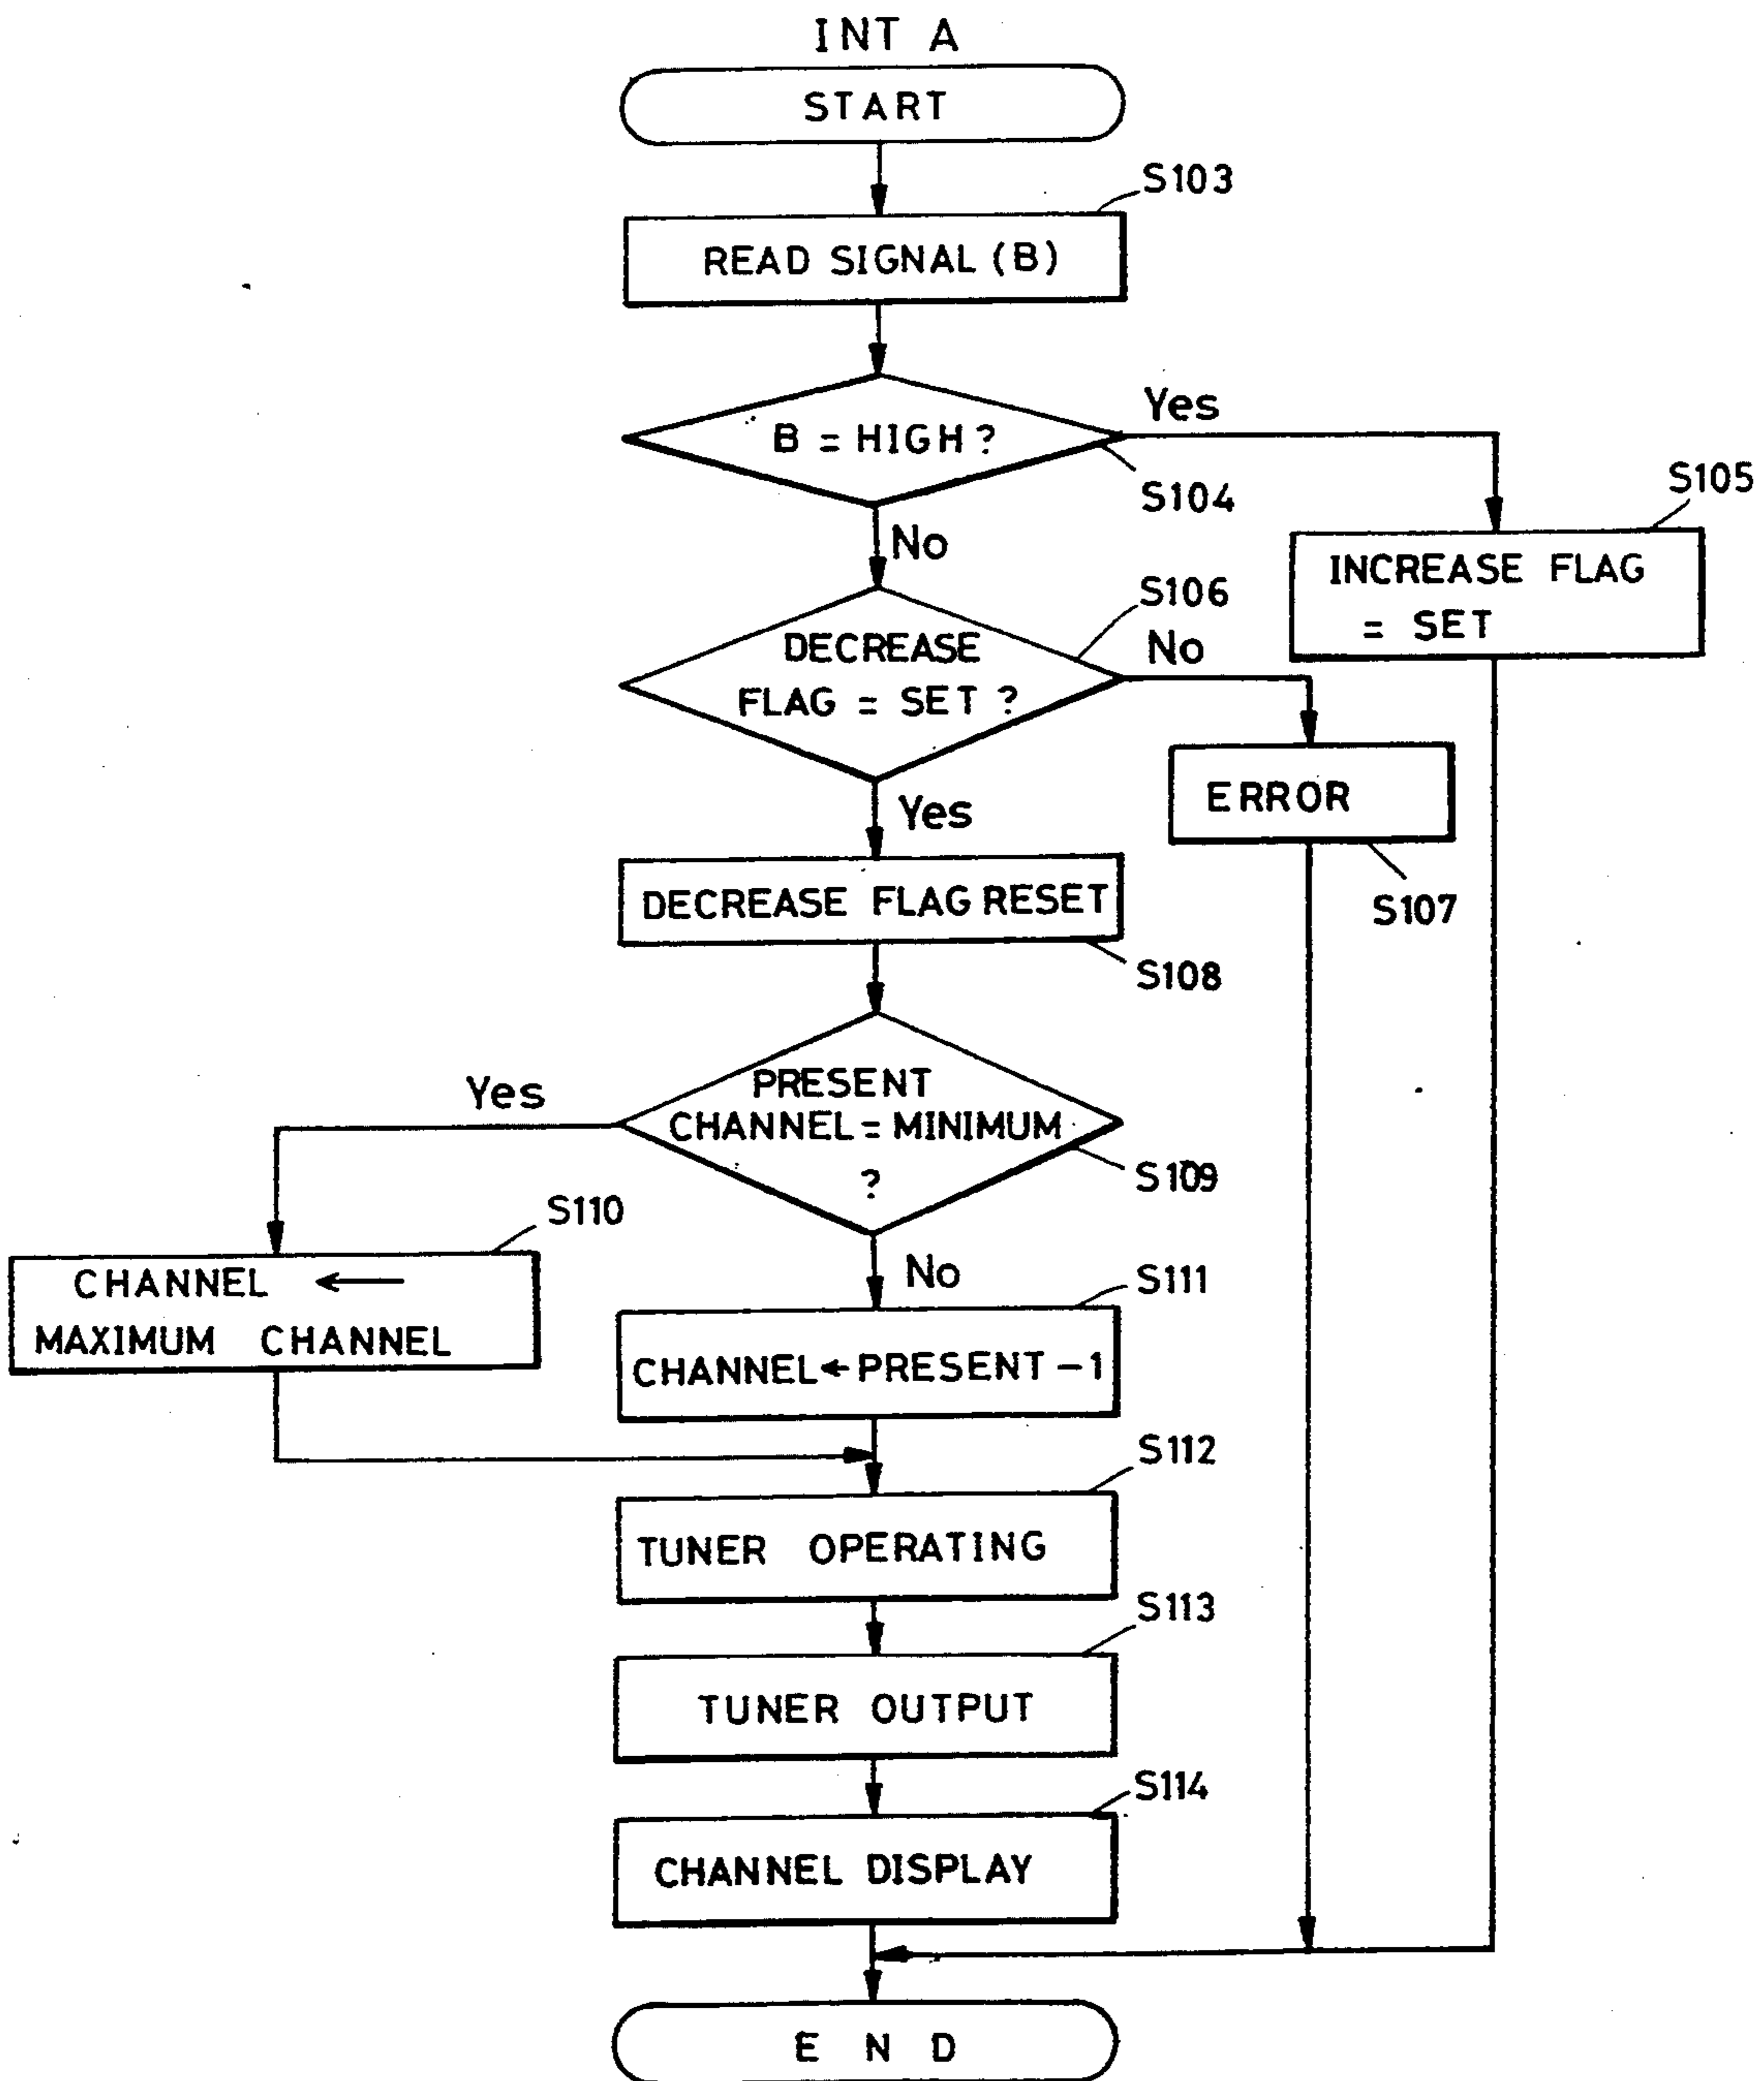 INT A
START
S103
READ SIGNAL (B)
Yes
B = HIGH ?
S104
S105
No
INCREASE FLAG
= SET
S106
No
DECREASE
FLAG = SET ?
ERROR
Yes
S107
DECREASE FLAG RESET
S108
Yes
PRESENT
CHANNEL = MINIMUM
?
S109
S110
No
S111
CHANNEL ←
MAXIMUM CHANNEL
CHANNEL ← PRESENT - 1
S112
TUNER OPERATING
S113
TUNER OUTPUT
S114
CHANNEL DISPLAY
END